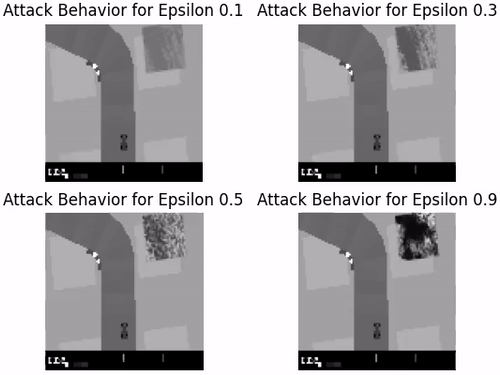 Attack Behavior for Epsilon 0.1
Attack Behavior for Epsilon 0.3
Attack Behavior for Epsilon 0.5
Attack Behavior for Epsilon 0.9